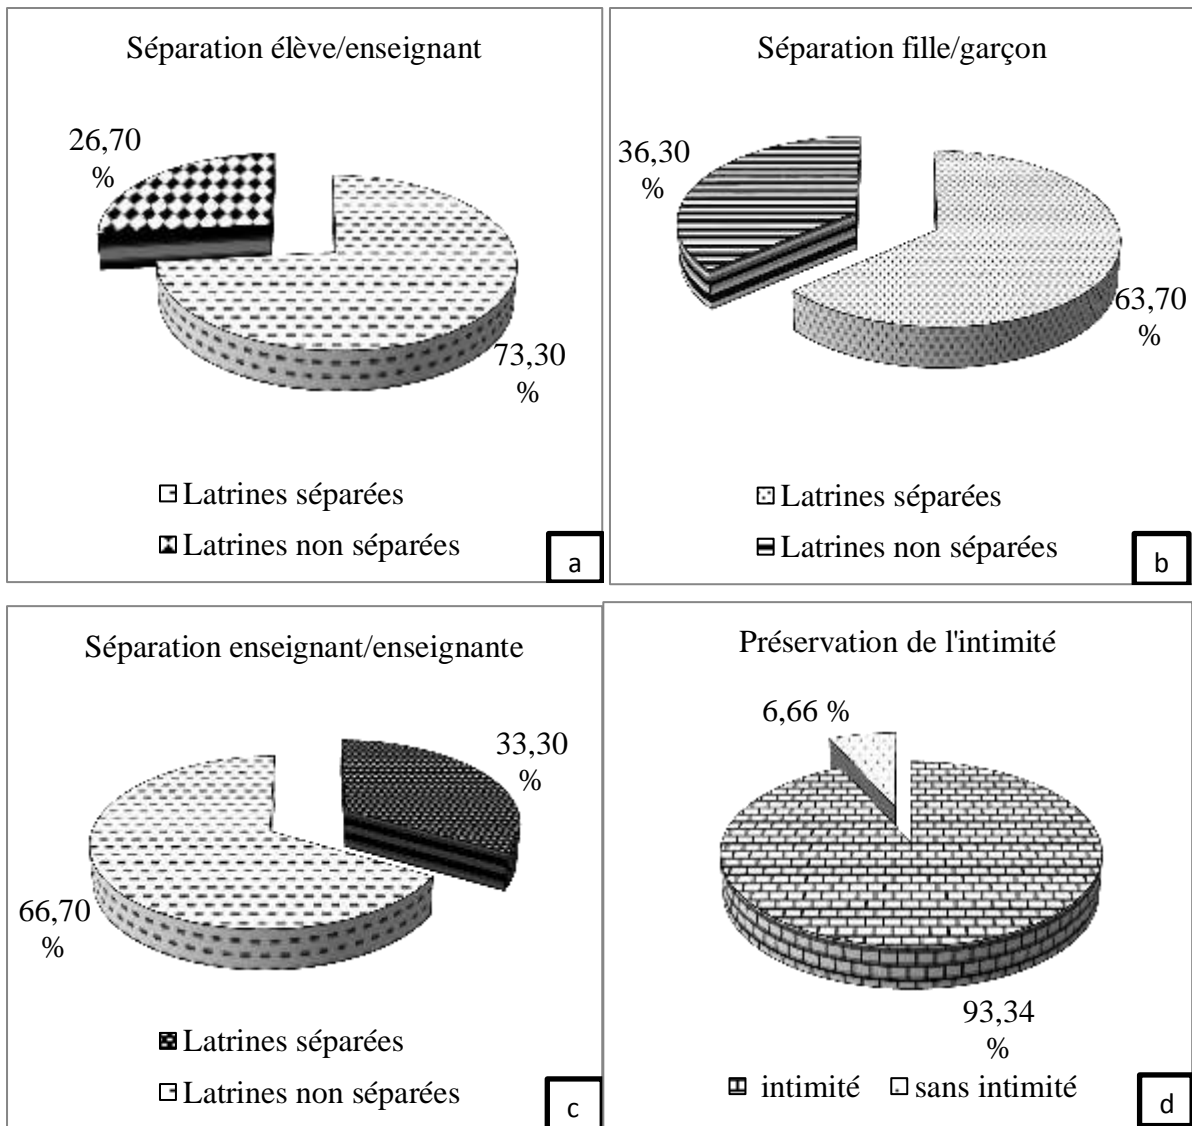 Séparation élève/enseignant
26,70
%
73,30
%
Latrines séparées
Latrines non séparées
a
Séparation fille/garçon
36,30
%
63,70
%
Latrines séparées
Latrines non séparées
b
Séparation enseignant/enseignante
33,30
%
66,70
%
Latrines séparées
Latrines non séparées
c
Préservation de l'intimité
6,66 %
93,34
%
intimité sans intimité
d